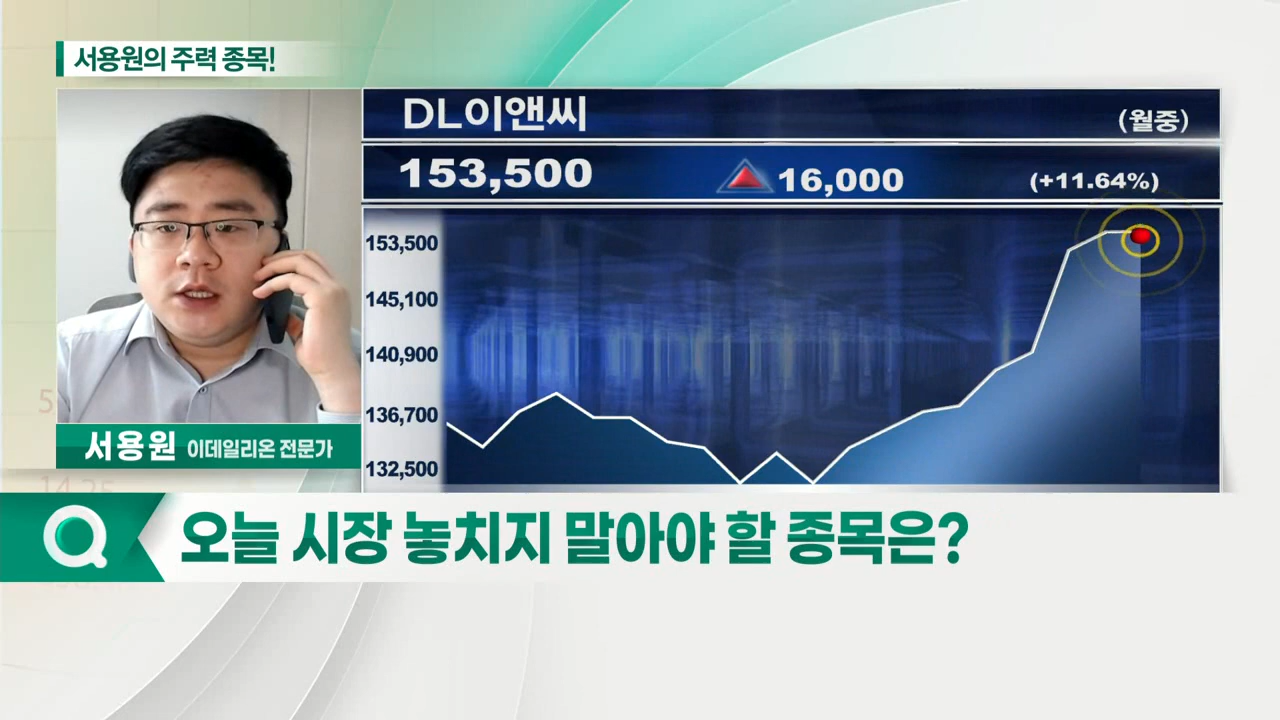 서용원의 주력 종목!
DL이앤씨
(월중)
153,500
16,000
(+11.64%)
153,500
145,100
140,900
136,700
132,500
서용원 이데일리온 전문가
오늘 시장 놓치지 말아야 할 종목은?